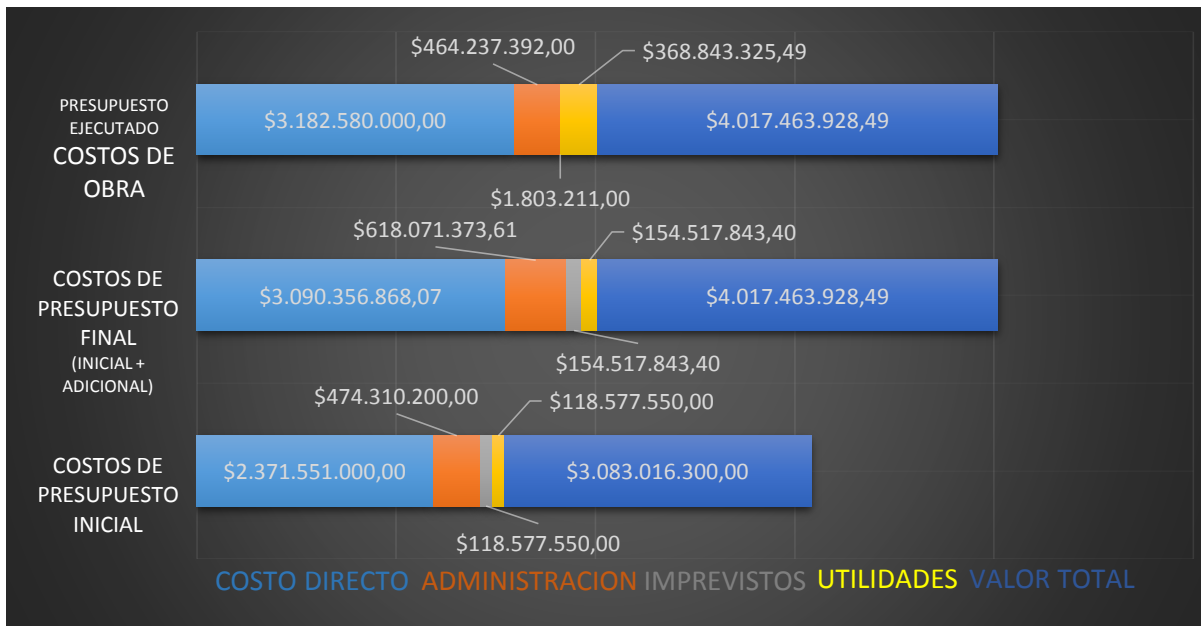 $464.237.392,00
$368.843.325,49
PRESUPUESTO
EJECUTADO
COSTOS DE
OBRA
$3.182.580.000,00
$4.017.463.928,49
$1.803.211,00
$618.071.373,61
$154.517.843,40
COSTOS DE
PRESUPUESTO
FINAL
(INICIAL +
ADICIONAL)
$3.090.356.868,07
$4.017.463.928,49
$154.517.843,40
$474.310.200,00
$118.577.550,00
COSTOS DE
PRESUPUESTO
INICIAL
$2.371.551.000,00
$3.083.016.300,00
$118.577.550,00
COSTO DIRECTO ADMINISTRACION IMPREVISTOS UTILIDADES VALOR TOTAL